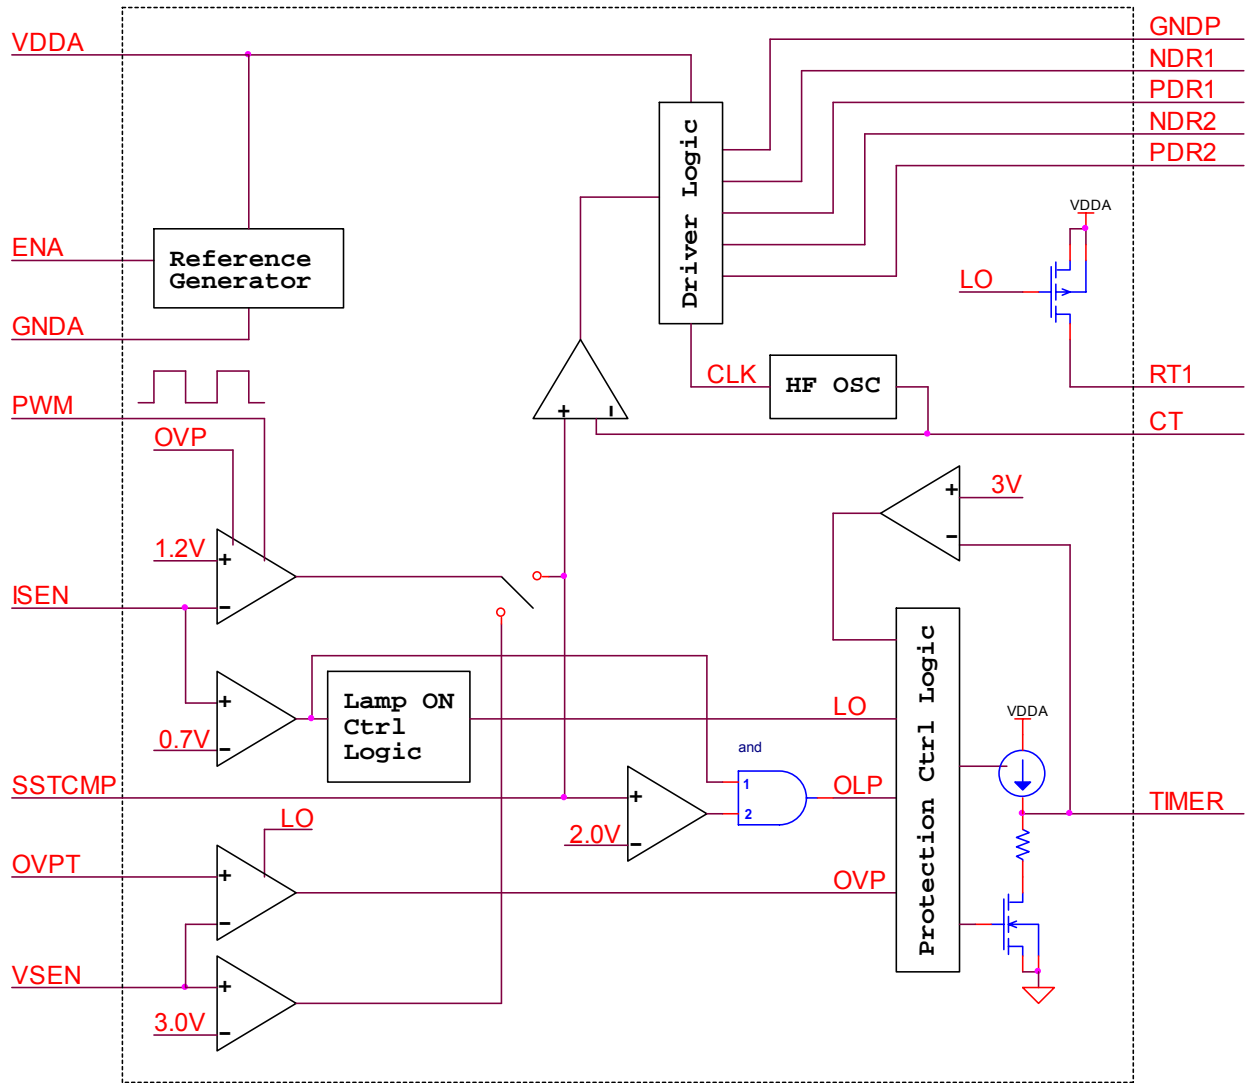 VDDA
GNDP
NDR1
PDR1
NDR2
PDR2
Driver Logic
VDDA
ENA
Reference
Generator
LO
GNDA
CLK
HF OSC
RT1
PWM
OVP
+
-
CT
3V
+
-
1.2V
+
-
ISEN
+
0.7V
-
Lamp ON
Ctrl
Logic
LO
Protection Ctrl Logic
VDDA
and
1
2
SSTCMP
+
2.0V
-
OLP
TIMER
LO
OVPT
+
-
OVP
VSEN
+
3.0V
-